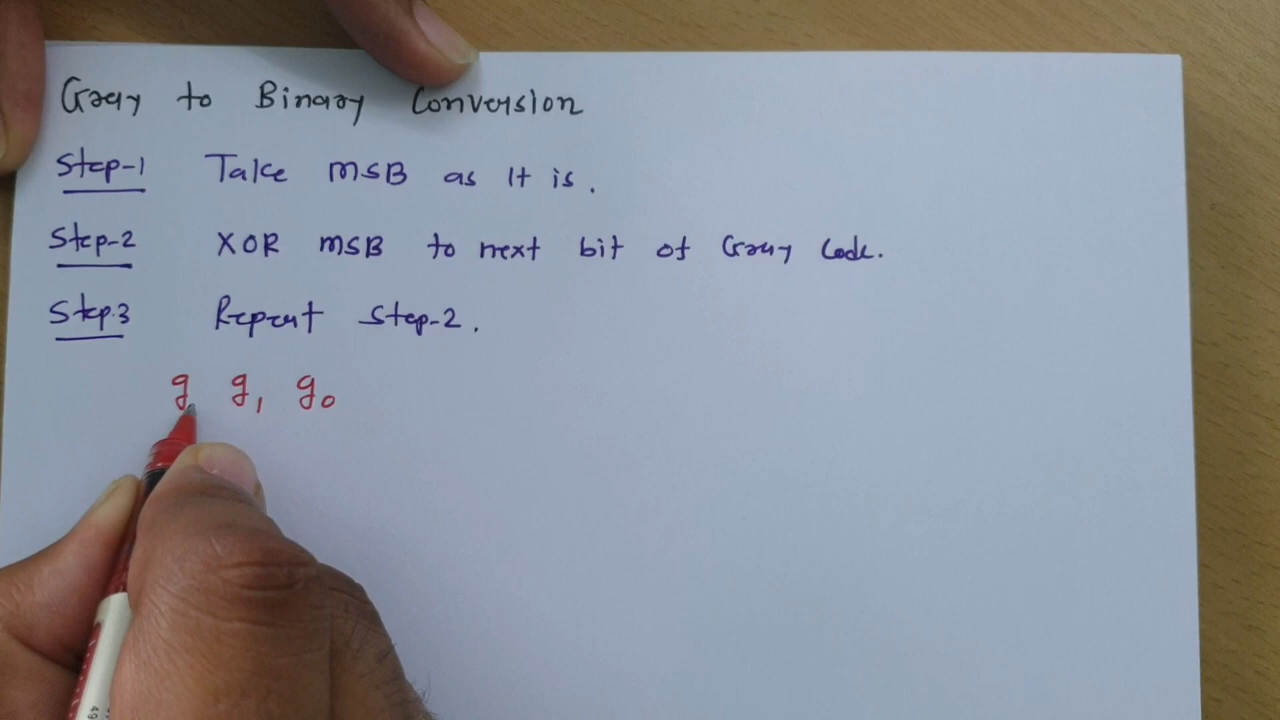 Gray to Binary Conversion
Step-1 Take MSB as it is.
Step-2 XOR MSB to next bit of Gray Code.
Step-3 Repeat Step-2.
g g₁ g₀